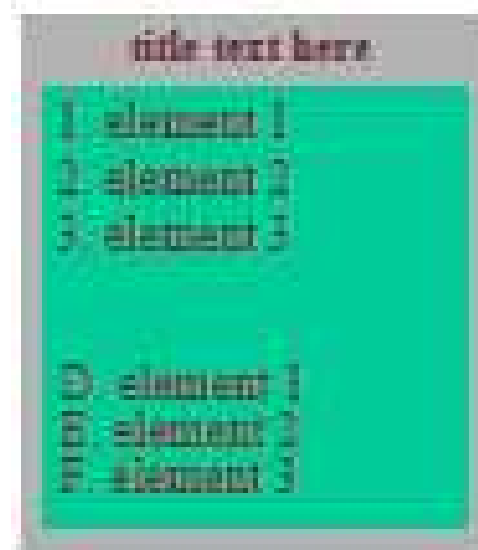 title text here
1. element 1
2. element 2
3. element 3
element 1
element 2
element 3